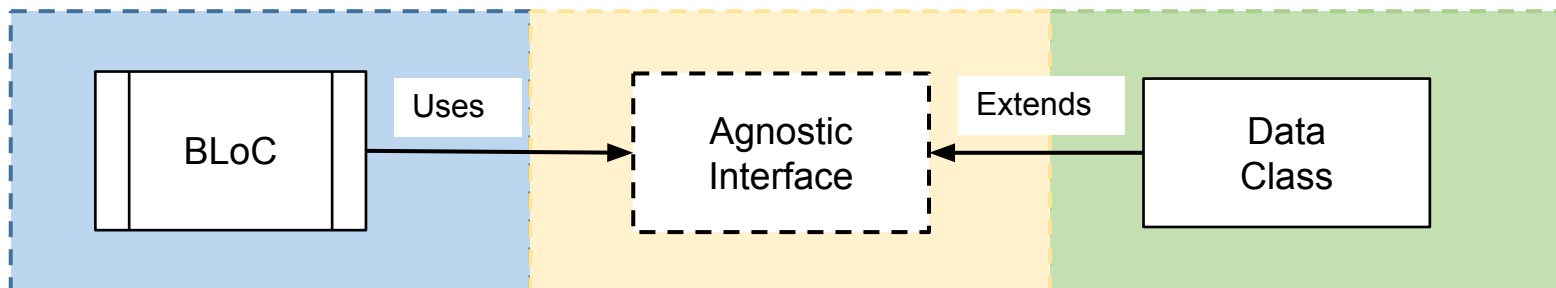 BLoC
Uses
Agnostic
Interface
Extends
Data
Class